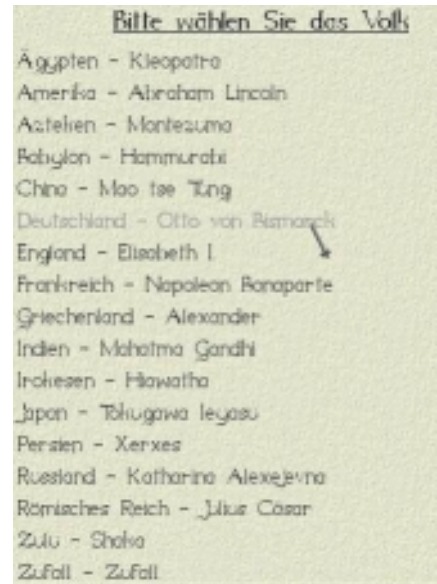 Bitte wählen Sie das Volk
Ägypten - Kleopatra
Amerika - Abraham Lincoln
Azteken - Montezuma
Babylon - Hammurabi
China - Mao tse Tung
Deutschland - Otto von Bismarck
England - Elisabeth I.
Frankreich - Napoleon Bonaparte
Griechenland - Alexander
Indien - Mahatma Gandhi
Irokesen - Hiawatha
Japan - Tokugawa Ieyasu
Persien - Xerxes
Russland - Katharina Alexejevna
Römisches Reich - Julius Cäsar
Zulu - Shaka
Zufall - Zufall